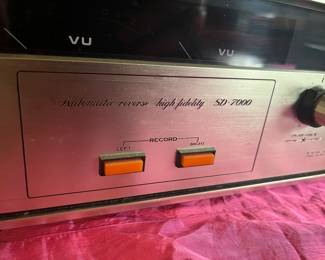 VU
VU
Automatic reverse high fidelity SD-7000
RECORD
LEFT
RIGHT